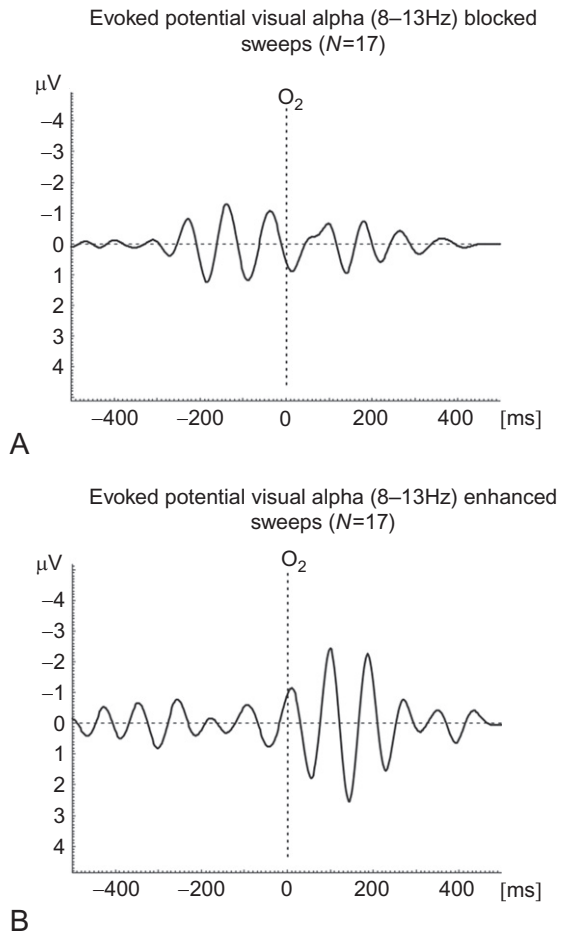 Evoked potential visual alpha (8–13Hz) blocked
sweeps (N=17)
μV
O2
–4
–3
–2
–1
0
1
2
3
4
–400 –200 0 200 400 [ms]
A
Evoked potential visual alpha (8–13Hz) enhanced
sweeps (N=17)
μV
O2
–4
–3
–2
–1
0
1
2
3
4
–400 –200 0 200 400 [ms]
B